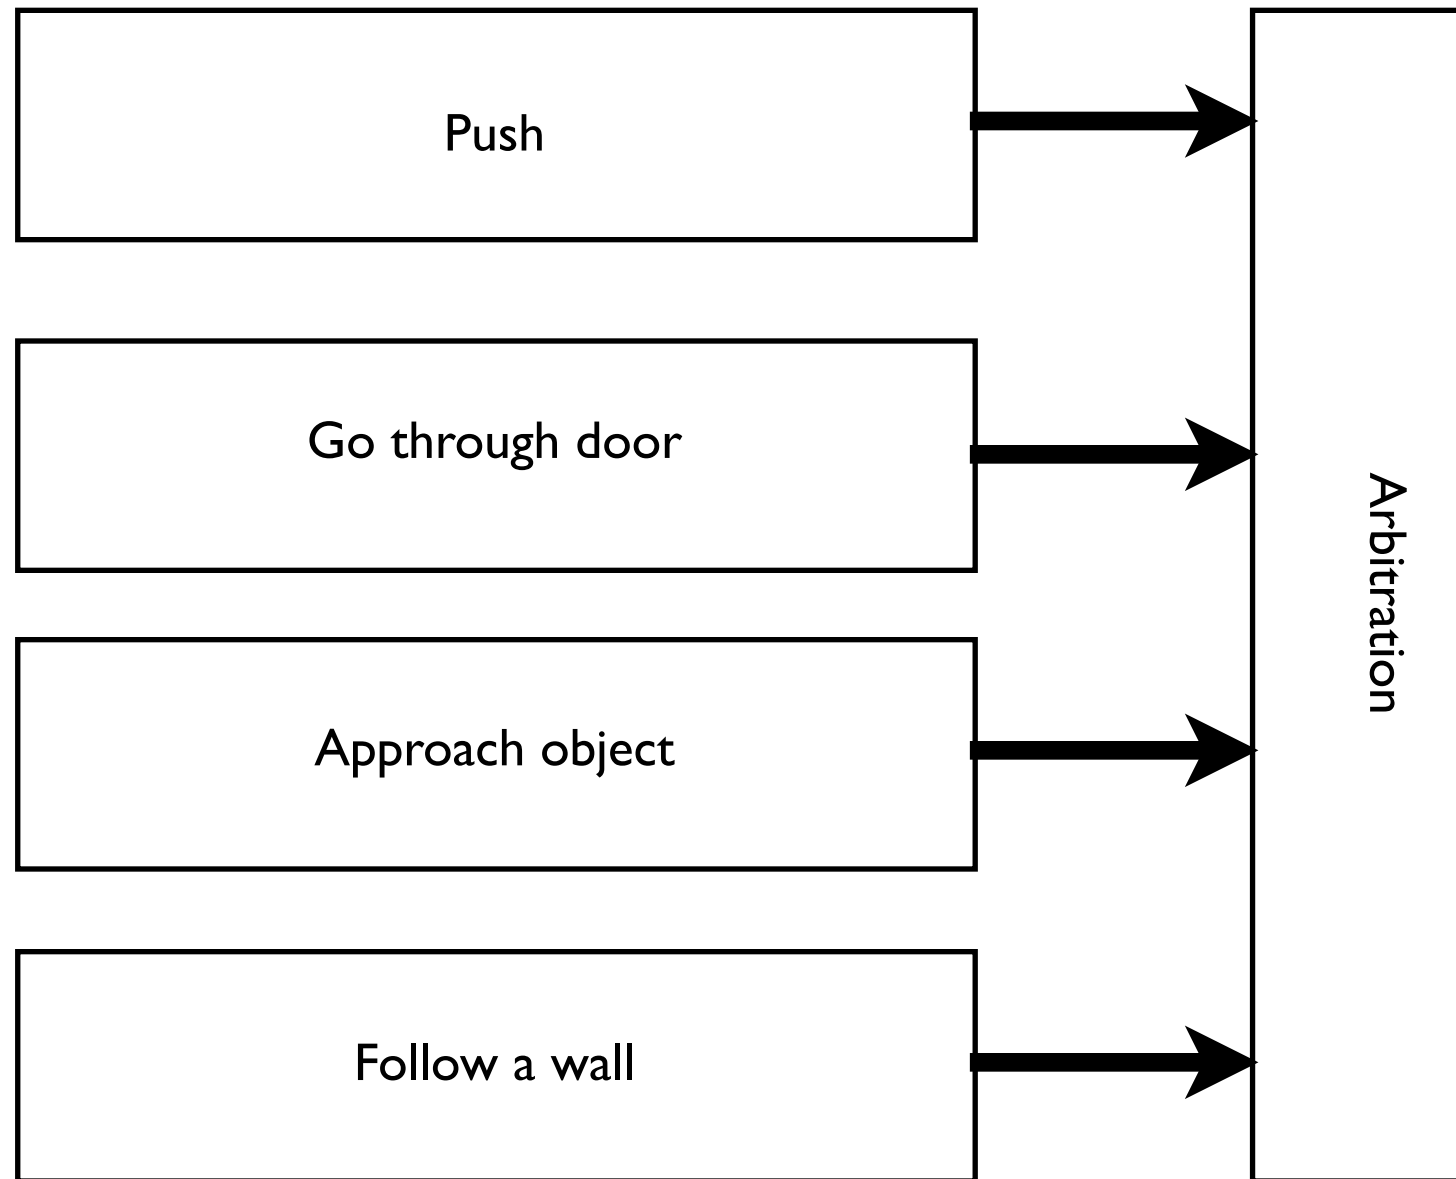 Push
Go through door
Approach object
Follow a wall
Arbitration